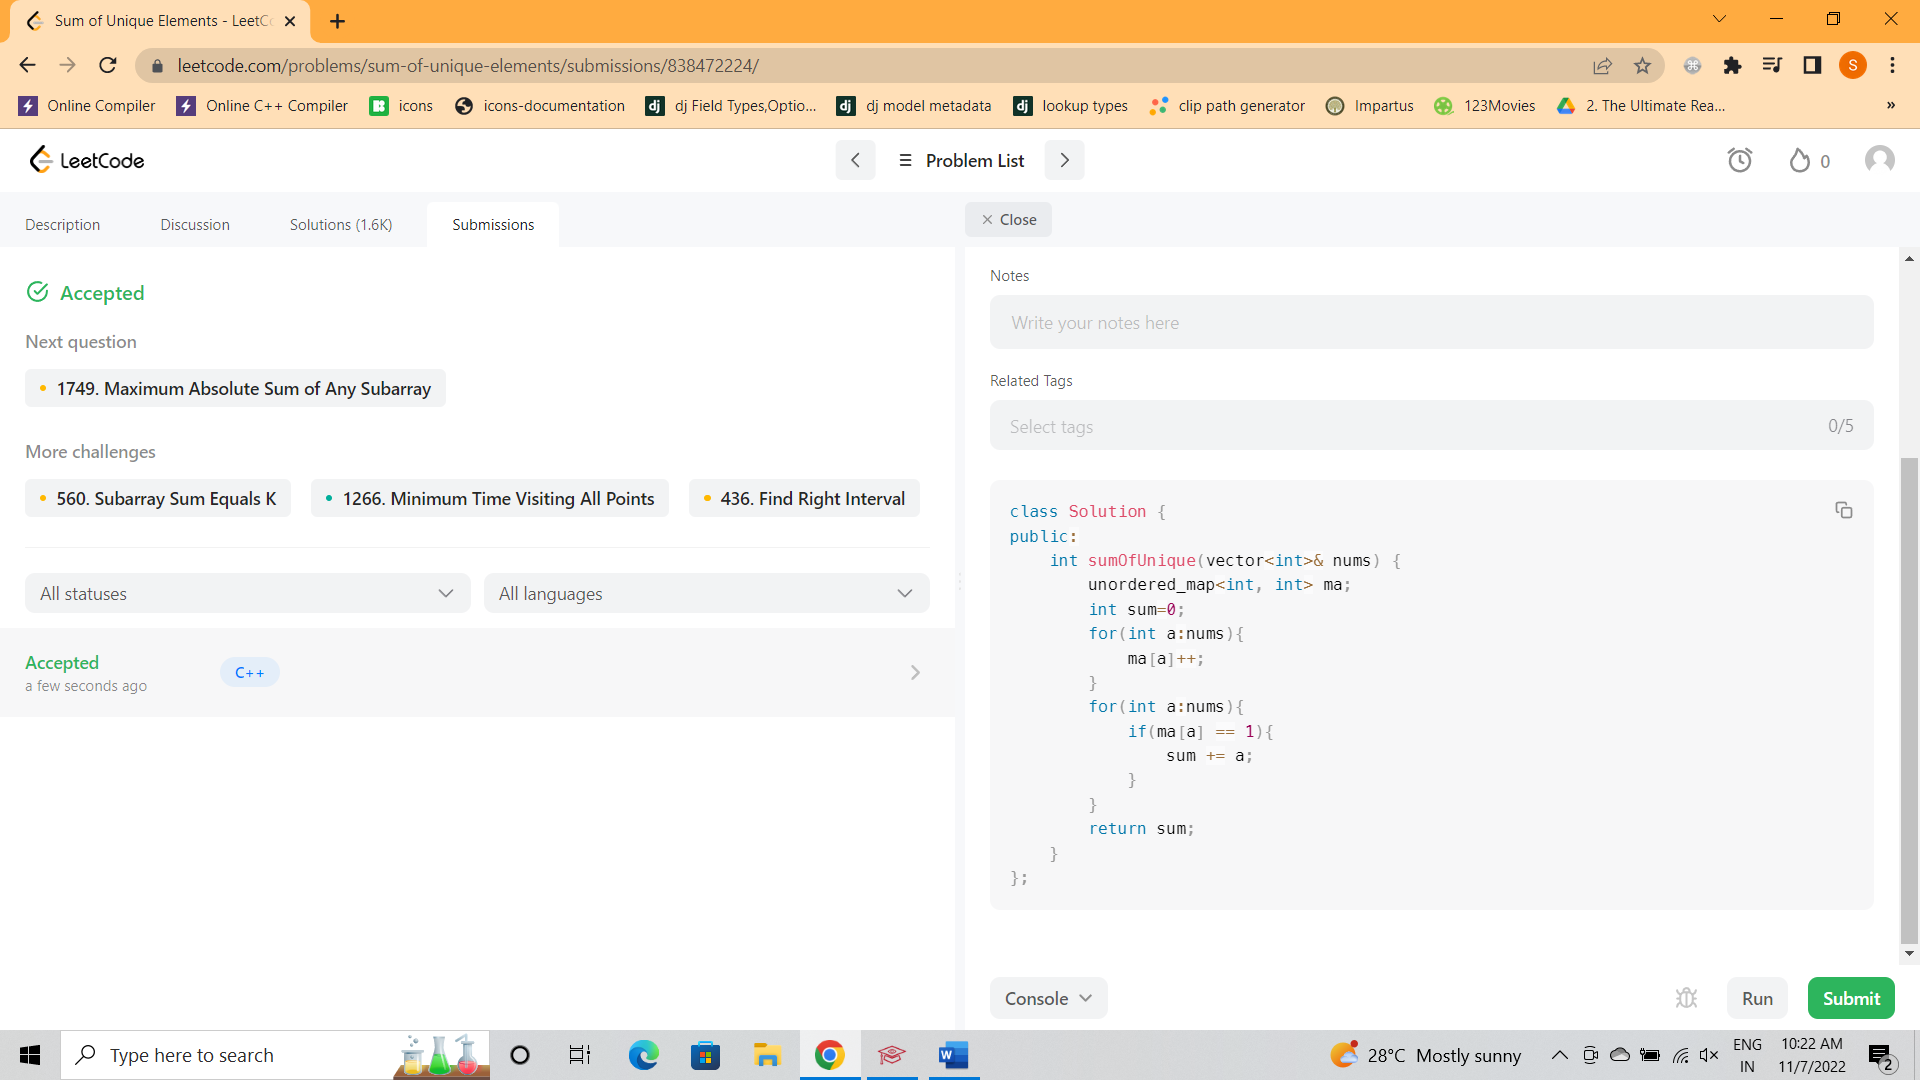 Sum of Unique Elements - LeetC
leetcode.com/problems/sum-of-unique-elements/submissions/838472224/
S
Online Compiler Online C++ Compiler icons icons-documentation dj dj Field Types,Optio... dj dj model metadata dj lookup types clip path generator Impartus 123Movies 2. The Ultimate Rea... »
LeetCode
Problem List
0
Description Discussion Solutions (1.6K) Submissions
Close
Accepted
Next question
1749. Maximum Absolute Sum of Any Subarray
More challenges
560. Subarray Sum Equals K 1266. Minimum Time Visiting All Points 436. Find Right Interval
All statuses All languages
Accepted
a few seconds ago
C++
Notes
Write your notes here
Related Tags
Select tags 0/5
class Solution {
public:
    int sumOfUnique(vector<int>& nums) {
        unordered_map<int, int> ma;
        int sum=0;
        for(int a:nums){
            ma[a]++;
        }
        for(int a:nums){
            if(ma[a] == 1){
                sum += a;
            }
        }
        return sum;
    }
};
Console Run Submit
Type here to search
W
28°C Mostly sunny
ENG
IN
10:22 AM
11/7/2022
2